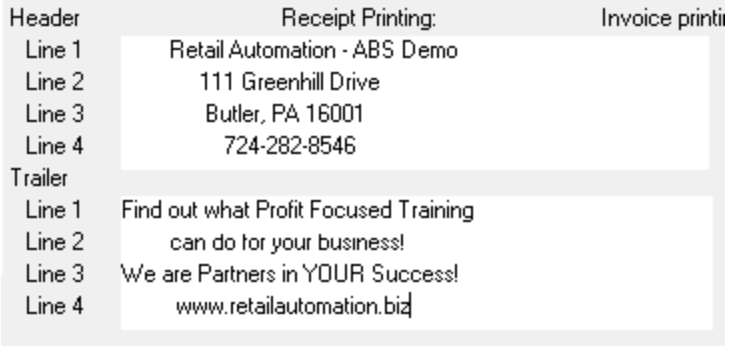 Header Receipt Printing: Invoice printi
Line 1 Retail Automation - ABS Demo
Line 2 111 Greenhill Drive
Line 3 Butler, PA 16001
Line 4 724-282-8546
Trailer
Line 1 Find out what Profit Focused Training
Line 2 can do for your business!
Line 3 We are Partners in YOUR Success!
Line 4 www.retailautomation.biz